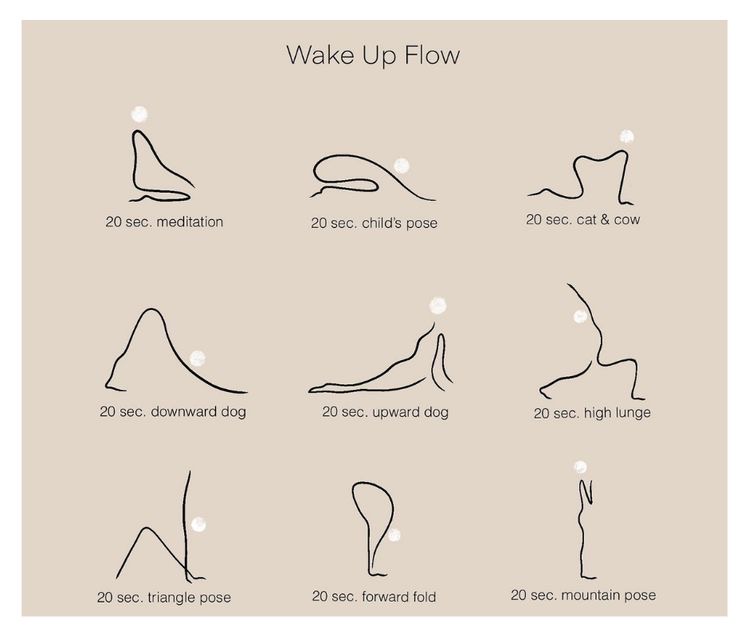 Wake Up Flow
20 sec. meditation
20 sec. child's pose
20 sec. cat & cow
20 sec. downward dog
20 sec. upward dog
20 sec. high lunge
20 sec. triangle pose
20 sec. forward fold
20 sec. mountain pose